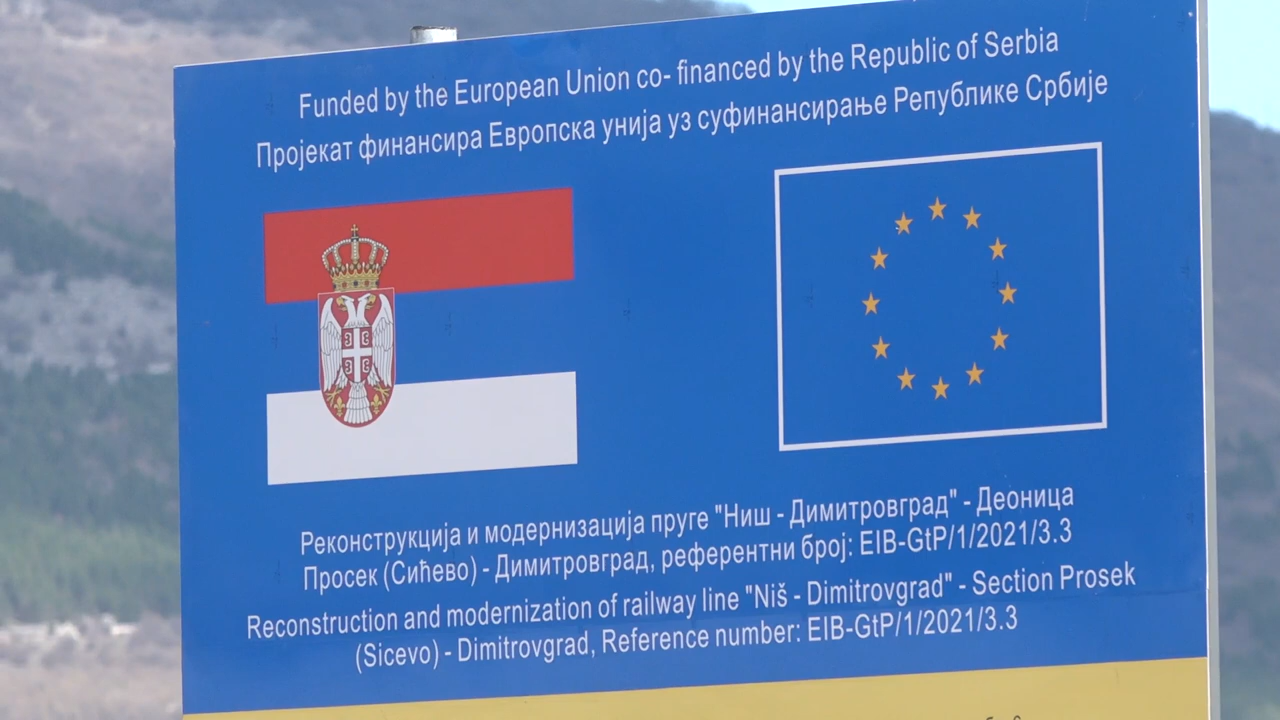 Funded by the European Union co- financed by the Republic of Serbia
Пројекат финансира Европска унија уз суфинансирање Републике Србије
Реконструкција и модернизација пруге "Ниш - Димитровград" - Деоница
Просек (Сићево) - Димитровград, референтни број: EIB-GtP/1/2021/3.3
Reconstruction and modernization of railway line "Niš - Dimitrovgrad" - Section Prosek
(Sicevo) - Dimitrovgrad, Reference number: EIB-GtP/1/2021/3.3